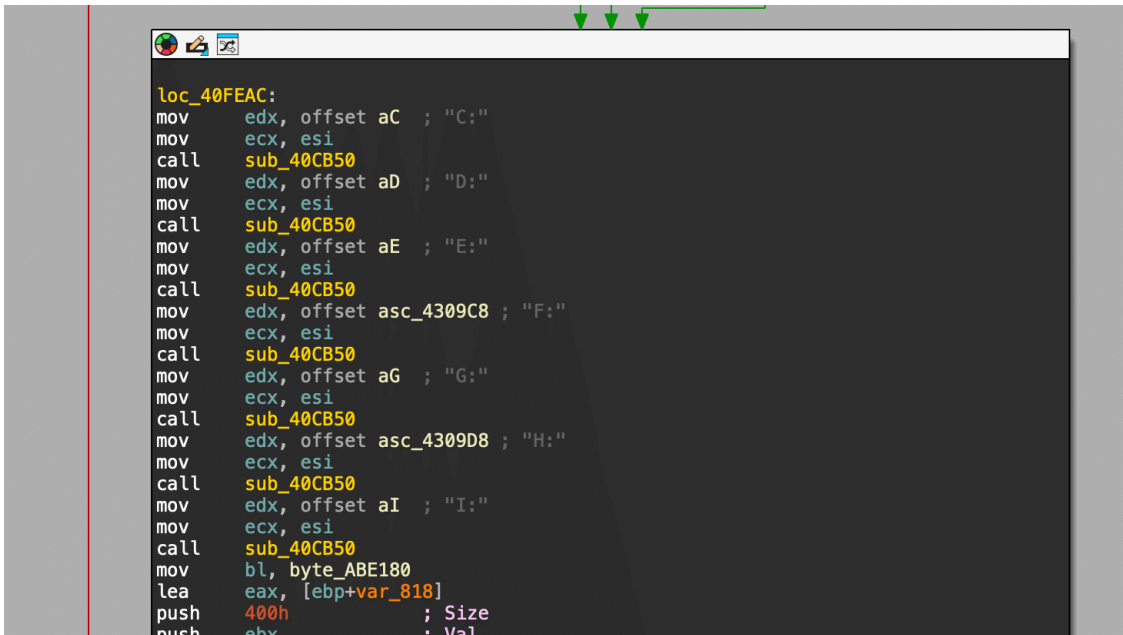 loc_40FEAC:
mov edx, offset aC ; "C:"
mov ecx, esi
call sub_40CB50
mov edx, offset aD ; "D:"
mov ecx, esi
call sub_40CB50
mov edx, offset aE ; "E:"
mov ecx, esi
call sub_40CB50
mov edx, offset asc_4309C8 ; "F:"
mov ecx, esi
call sub_40CB50
mov edx, offset aG ; "G:"
mov ecx, esi
call sub_40CB50
mov edx, offset asc_4309D8 ; "H:"
mov ecx, esi
call sub_40CB50
mov edx, offset aI ; "I:"
mov ecx, esi
call sub_40CB50
mov bl, byte_ABE180
lea eax, [ebp+var_818]
push 400h ; Size
push ebx ; Val